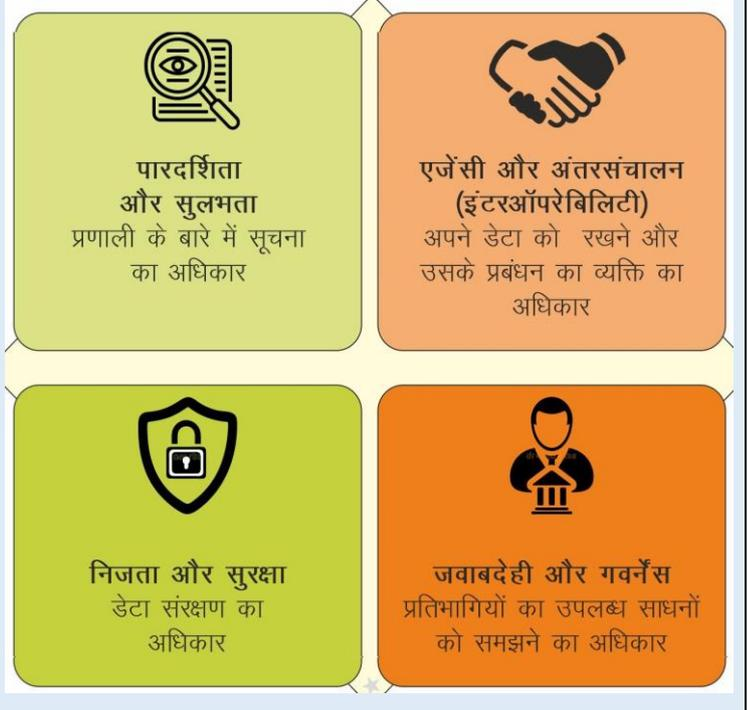 पारदर्शिता
और सुलभता
प्रणाली के बारे में सूचना
का अधिकार
एजेंसी और अंतरसंचालन
(इंटरऑपरेबिलिटी)
अपने डेटा को रखने और
उसके प्रबंधन का व्यक्ति का
अधिकार
निजता और सुरक्षा
डेटा संरक्षण का
अधिकार
जवाबदेही और गवर्नेंस
प्रतिभागियों का उपलब्ध साधनों
को समझने का अधिकार